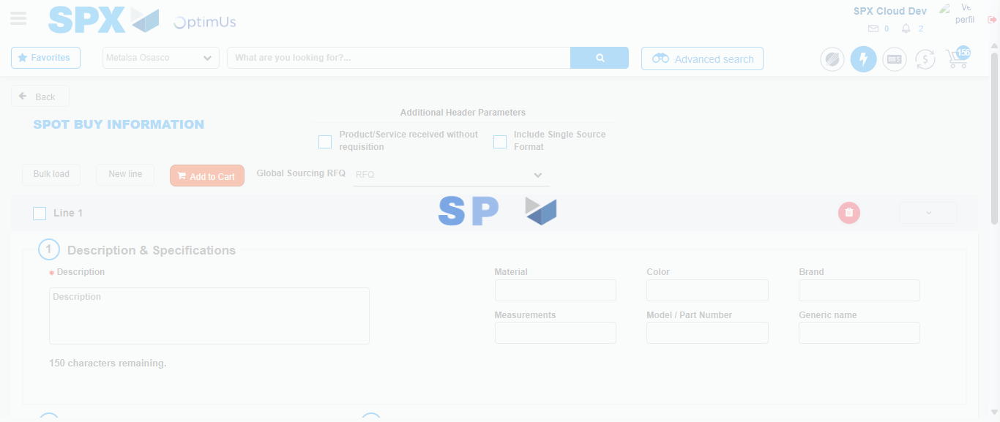 SPX
OptimUs
SPX Cloud Dev
Ve
perfil
0
2
Favorites
Metalsa Osasco
What are you looking for?...
Advanced search
156
Back
SPOT BUY INFORMATION
Additional Header Parameters
Product/Service received without
requisition
Include Single Source
Format
Bulk load
New line
Add to Cart
Global Sourcing RFQ
RFQ
SP
Line 1
1
Description & Specifications
* Description
Description
150 characters remaining.
Material
Color
Brand
Measurements
Model / Part Number
Generic name